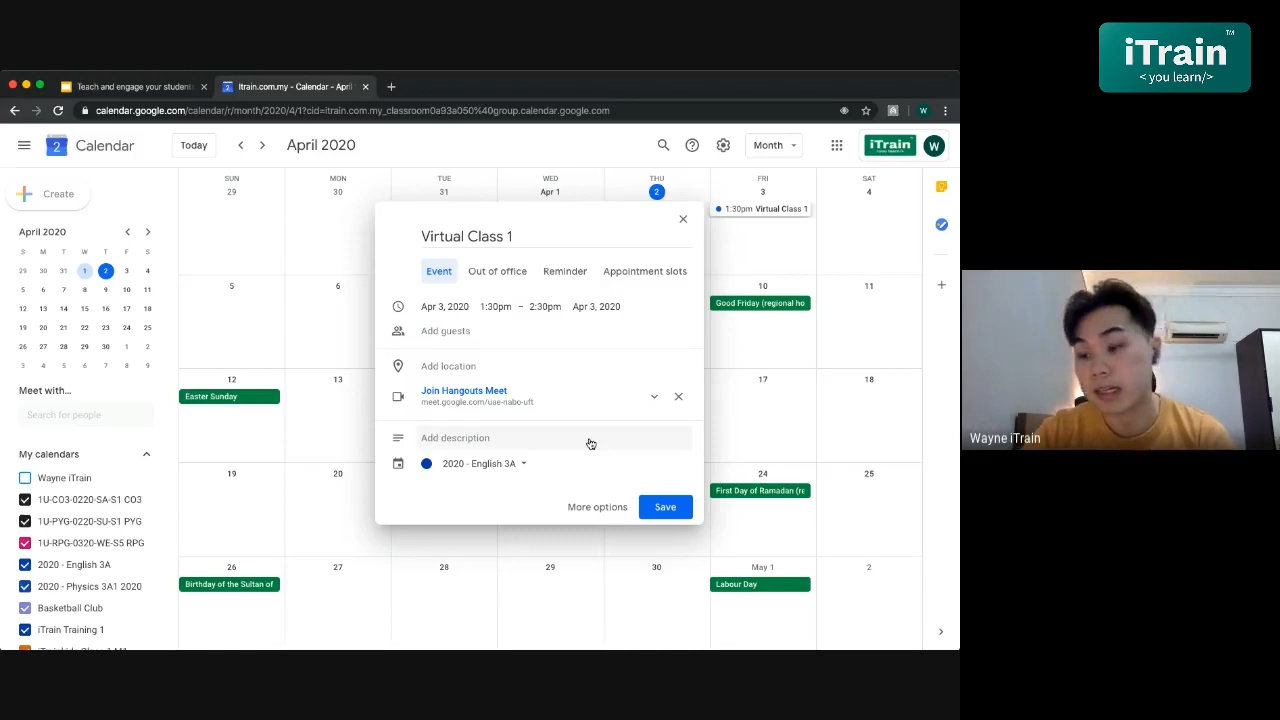 iTrain™
< you learn/>
Teach and engage your student
Itrain.com.my - Calendar - April
calendar.google.com/calendar/r/month/2020/4/1?cid=itrain.com.my_classroom0a93a050%40group.calendar.google.com
W
2 Calendar
Today
April 2020
Month
iTrain
W
Create
SUN MON TUE WED THU FRI SAT
29 30 31 Apr 1 2 3 4
1:30pm Virtual Class 1
April 2020
S M T W T F S
29 30 31 1 2 3 4
5 6 7 8 9 10 11
12 13 14 15 16 17 18
19 20 21 22 23 24 25
26 27 28 29 30 1 2
3 4 5 6 7 8 9
Meet with...
Search for people
My calendars
Wayne iTrain
1U-CO3-0220-SA-S1 CO3
1U-PYG-0220-SU-S1 PYG
1U-RPG-0320-WE-S5 RPG
2020 - English 3A
2020 - Physics 3A1 2020
Basketball Club
iTrain Training 1
Virtual Class 1
Event Out of office Reminder Appointment slots
Apr 3, 2020 1:30pm – 2:30pm Apr 3, 2020
Add guests
Add location
Join Hangouts Meet
meet.google.com/uae-nabo-uft
Add description
2020 - English 3A
More options Save
5 6 10 11
Good Friday (regional ho
12 13 17 18
Easter Sunday
19 20 24 25
First Day of Ramadan (re
26 27 28 29 30 May 1 2
Birthday of the Sultan of
Labour Day
Wayne iTrain